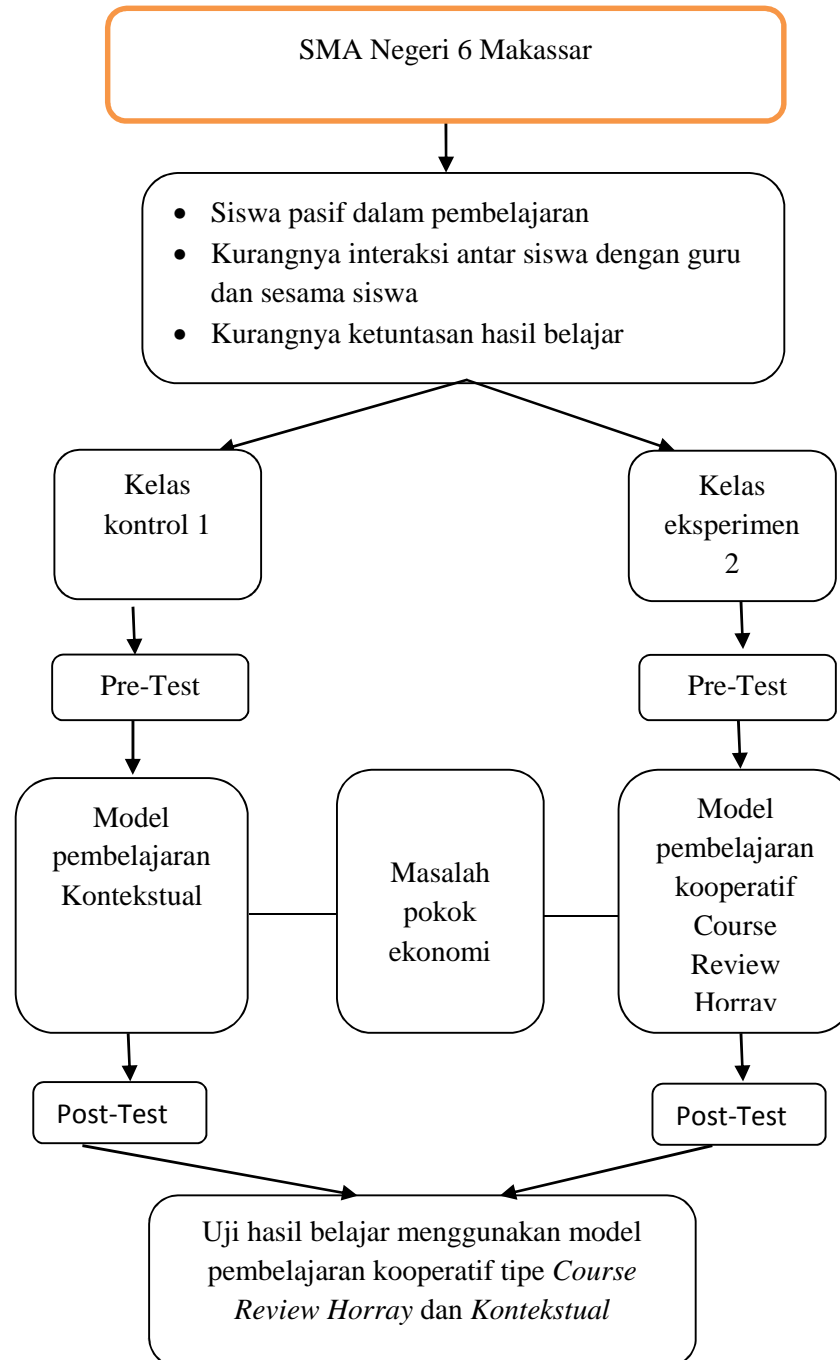 SMA Negeri 6 Makassar
• Siswa pasif dalam pembelajaran
• Kurangnya interaksi antar siswa dengan guru
dan sesama siswa
• Kurangnya ketuntasan hasil belajar
Kelas
kontrol 1
Kelas
eksperimen
2
Pre-Test
Pre-Test
Model
pembelajaran
Kontekstual
Masalah
pokok
ekonomi
Model
pembelajaran
kooperatif
Course
Review
Horray
Post-Test
Post-Test
Uji hasil belajar menggunakan model
pembelajaran kooperatif tipe Course
Review Horray dan Kontekstual